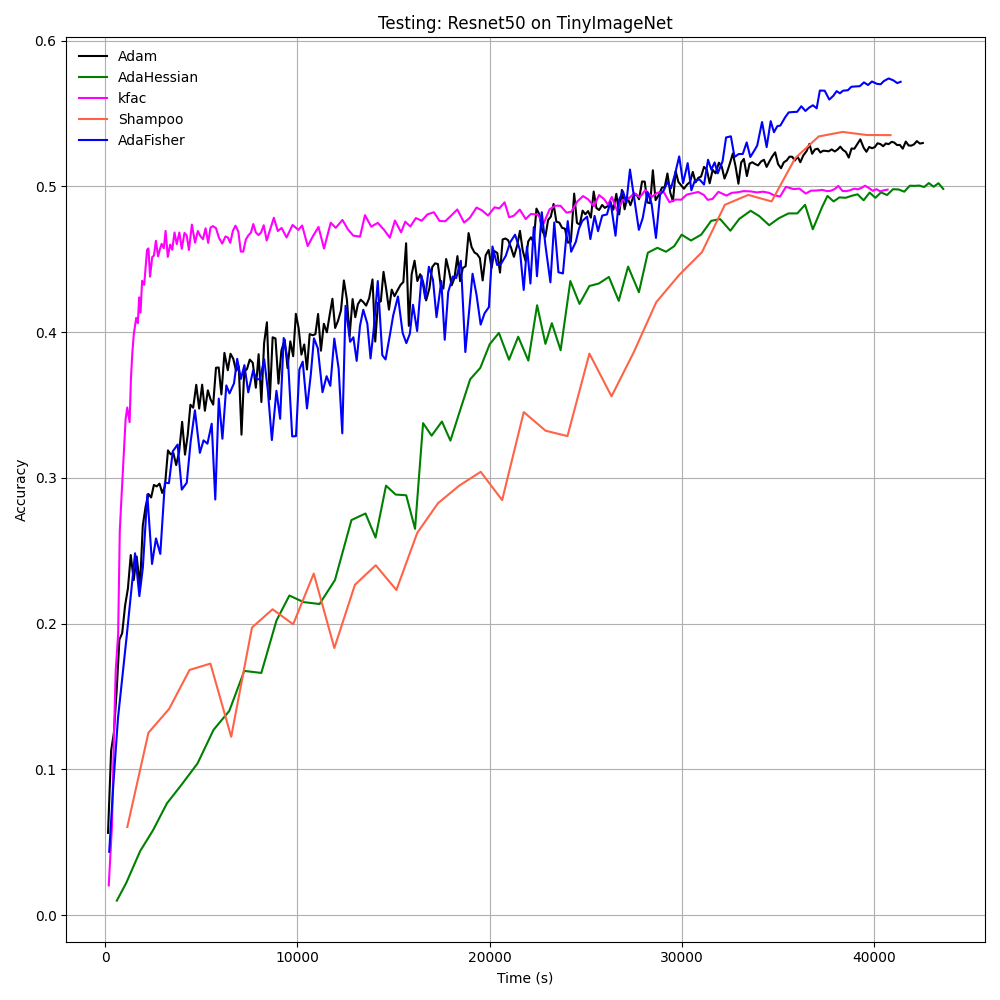 Testing: Resnet50 on TinyImageNet
Adam
AdaHessian
kfac
Shampoo
AdaFisher
Accuracy
0.6
0.5
0.4
0.3
0.2
0.1
0.0
0 10000 20000 30000 40000
Time (s)